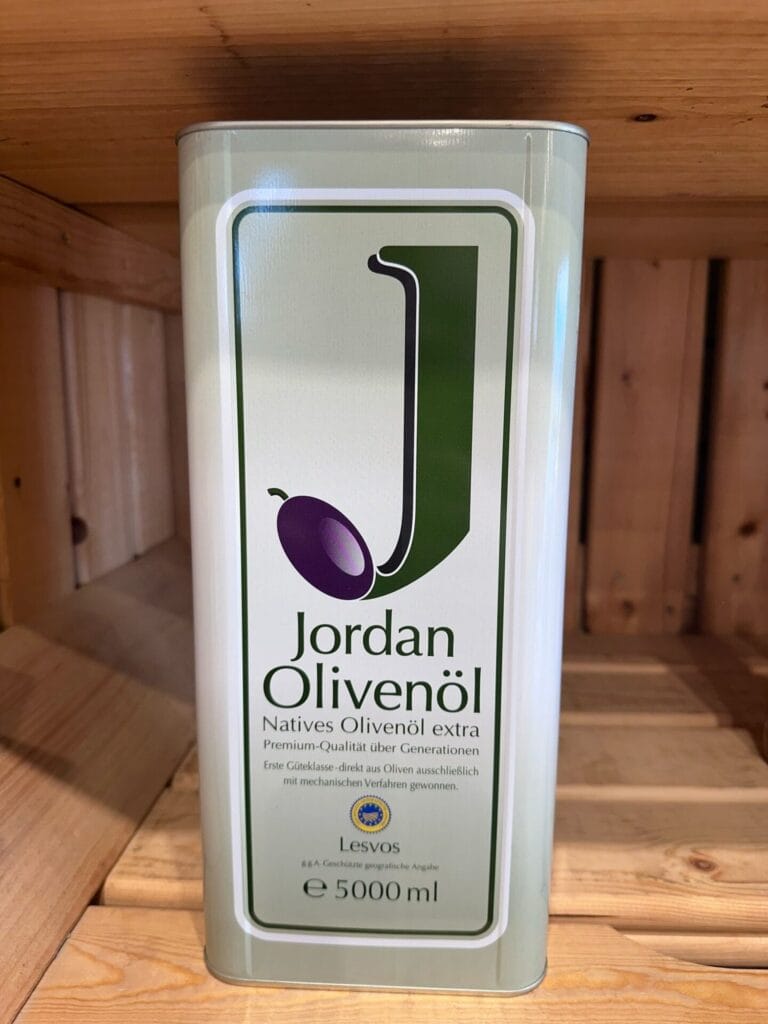 J
Jordan
Olivenöl
Natives Olivenöl extra
Premium-Qualität über Generationen
Erste Güteklasse - direkt aus Oliven ausschließlich
mit mechanischen Verfahren gewonnen.
Lesvos
g.g.A. Geschützte geografische Angabe
℮ 5000 ml